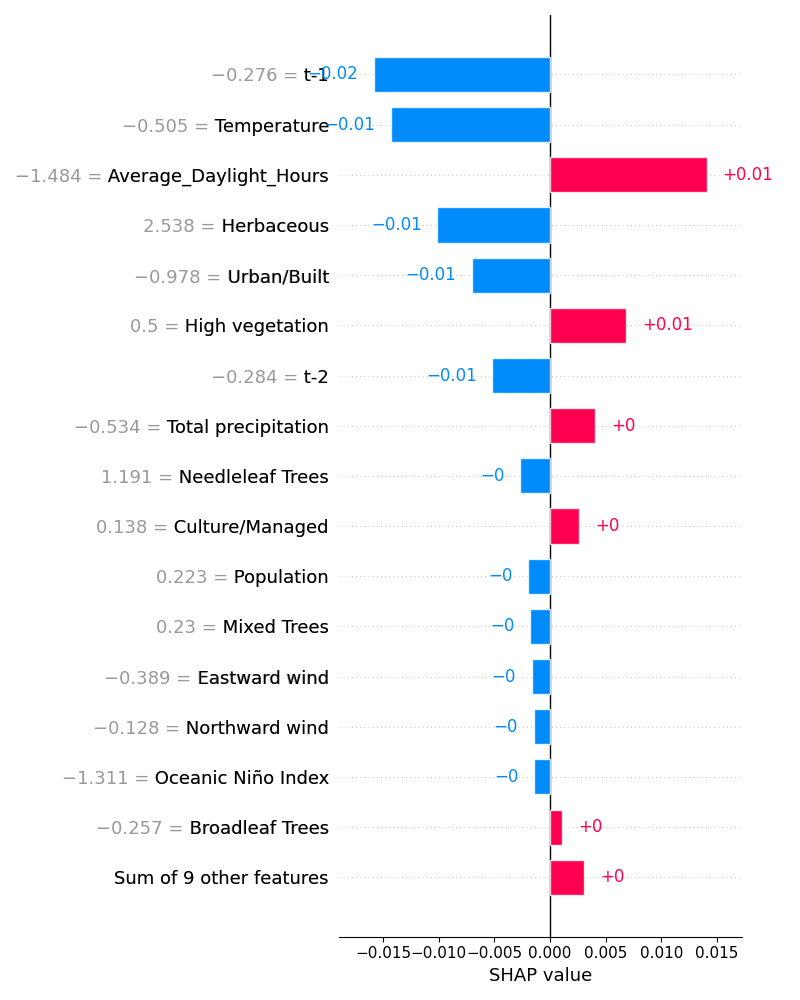 −0.276 = t-1 −0.02
−0.505 = Temperature −0.01
−1.484 = Average_Daylight_Hours +0.01
2.538 = Herbaceous −0.01
−0.978 = Urban/Built −0.01
0.5 = High vegetation +0.01
−0.284 = t-2 −0.01
−0.534 = Total precipitation +0
1.191 = Needleleaf Trees −0
0.138 = Culture/Managed +0
0.223 = Population −0
0.23 = Mixed Trees −0
−0.389 = Eastward wind −0
−0.128 = Northward wind −0
−1.311 = Oceanic Niño Index −0
−0.257 = Broadleaf Trees +0
Sum of 9 other features +0
−0.015 −0.010 −0.005 0.000 0.005 0.010 0.015
SHAP value